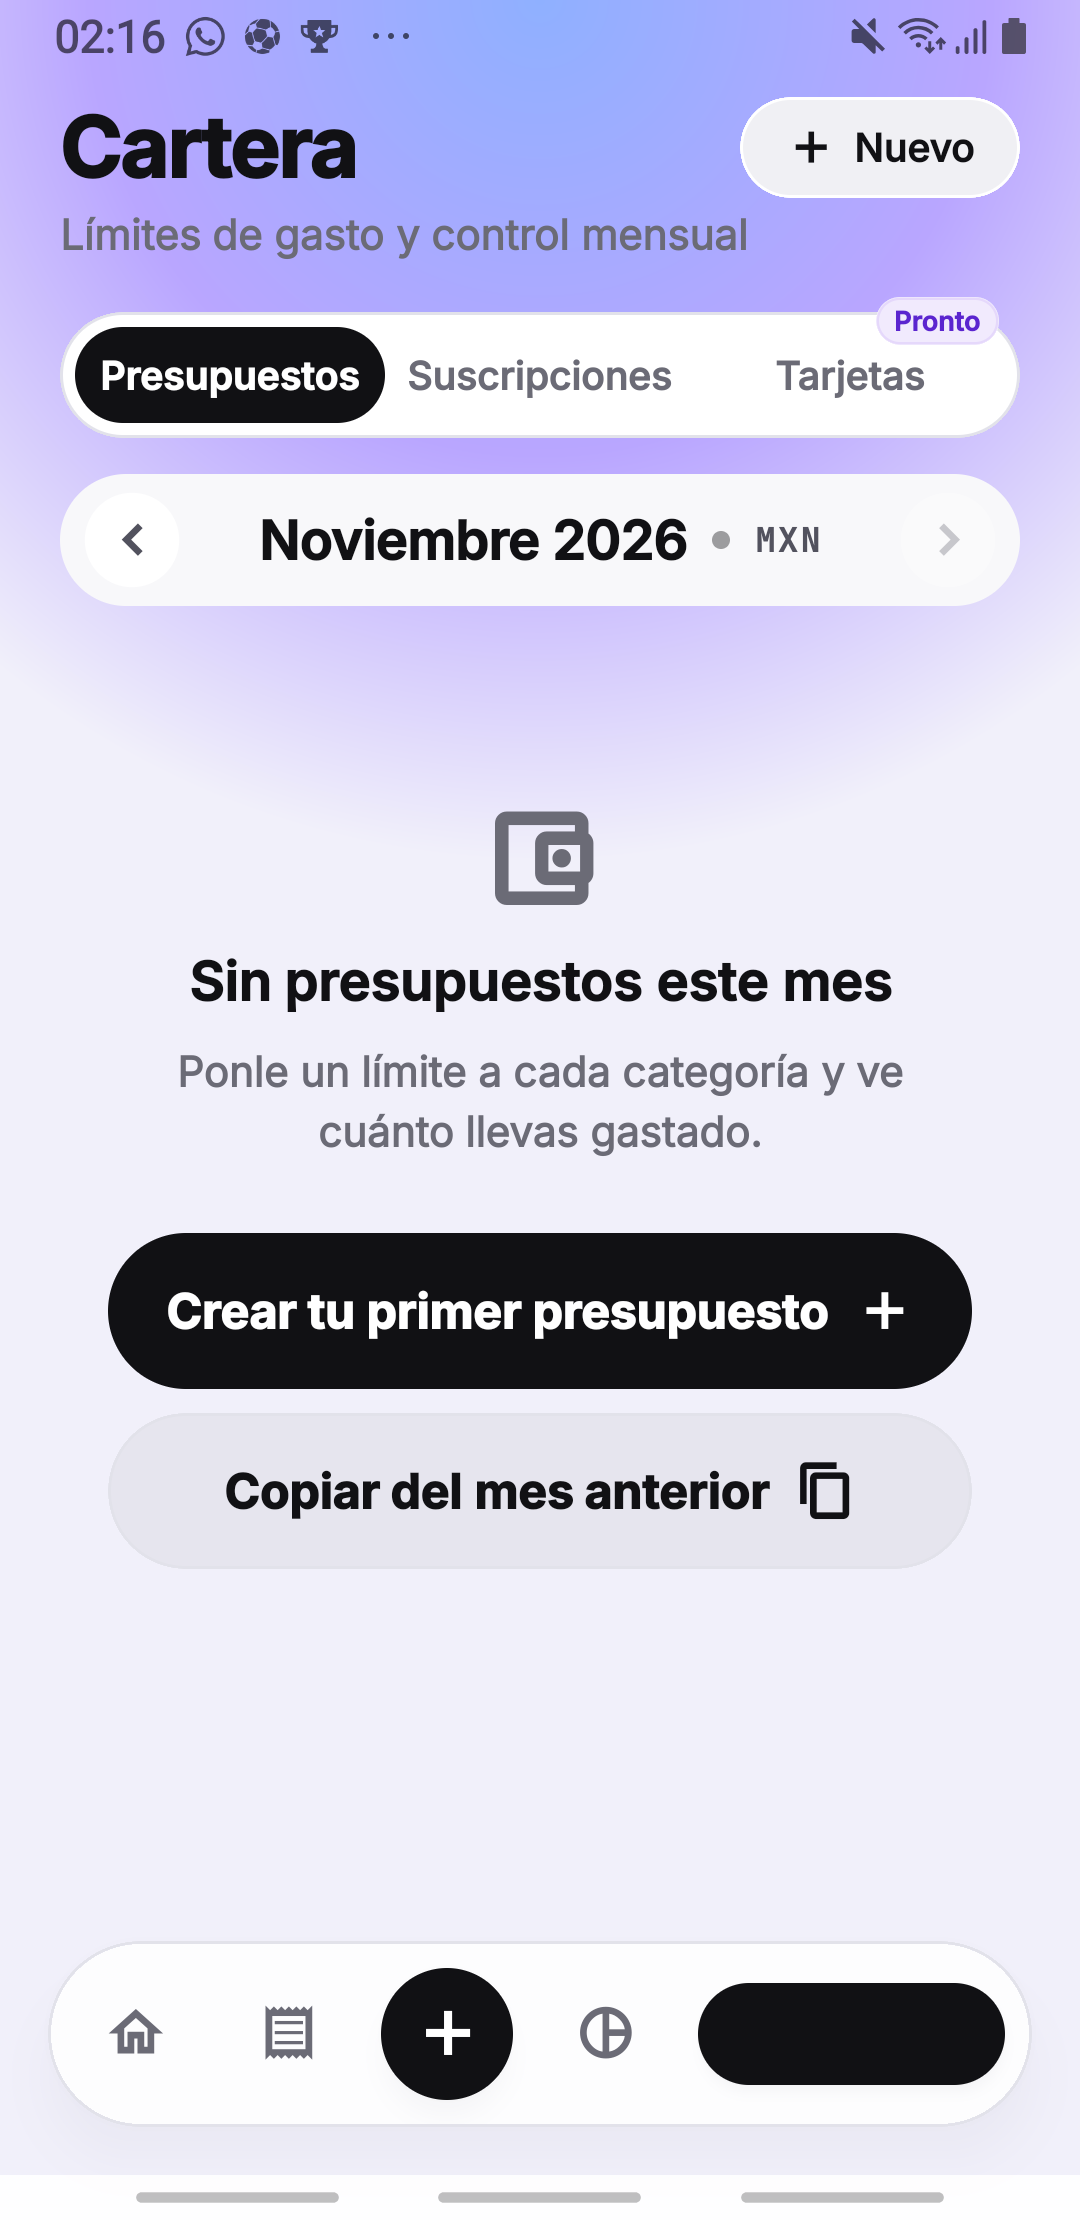 02:16
Cartera
+ Nuevo
Límites de gasto y control mensual
Pronto
Presupuestos
Suscripciones
Tarjetas
Noviembre 2026 • MXN
Sin presupuestos este mes
Ponle un límite a cada categoría y ve
cuánto llevas gastado.
Crear tu primer presupuesto +
Copiar del mes anterior